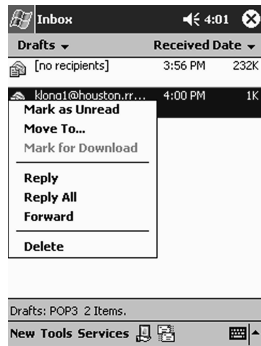 Inbox 4:01
Drafts Received Date
[no recipients] 3:56 PM 232K
klong1@houston.rr... 4:00 PM 1K
Mark as Unread
Move To...
Mark for Download
Reply
Reply All
Forward
Delete
Drafts: POP3 2 Items.
New Tools Services